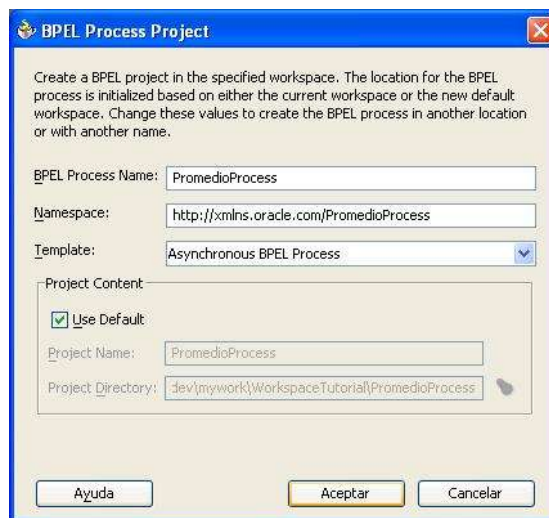 BPEL Process Project
Create a BPEL project in the specified workspace. The location for the BPEL
process is initialized based on either the current workspace or the new default
workspace. Change these values to create the BPEL process in another location
or with another name.
BPEL Process Name: PromedioProcess
Namespace: http://xmlns.oracle.com/PromedioProcess
Template: Asynchronous BPEL Process
Project Content
Use Default
Project Name: PromedioProcess
Project Directory: dev\mywork\WorkspaceTutorial\PromedioProcess
Ayuda Aceptar Cancelar